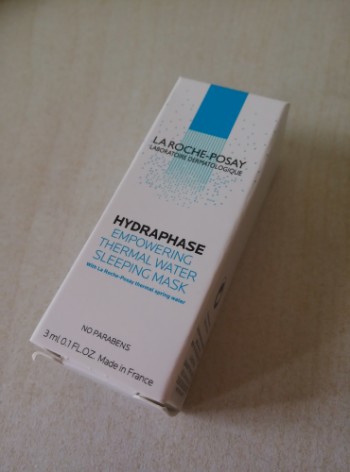 LA ROCHE-POSAY
LABORATOIRE DERMATOLOGIQUE
HYDRAPHASE
EMPOWERING
THERMAL WATER
SLEEPING MASK
With La Roche-Posay thermal spring water
NO PARABENS
3 ml 0.1 FL.OZ. Made in France